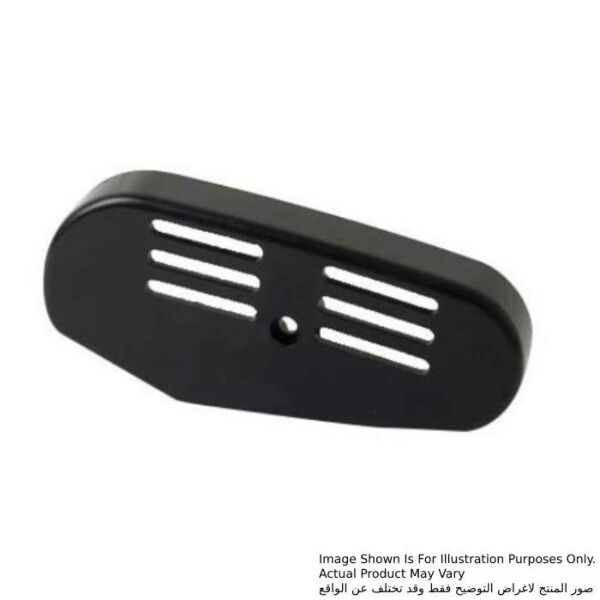 Image Shown Is For Illustration Purposes Only.
Actual Product May Vary
صور المنتج لاغراض التوضيح فقط وقد تختلف عن الواقع